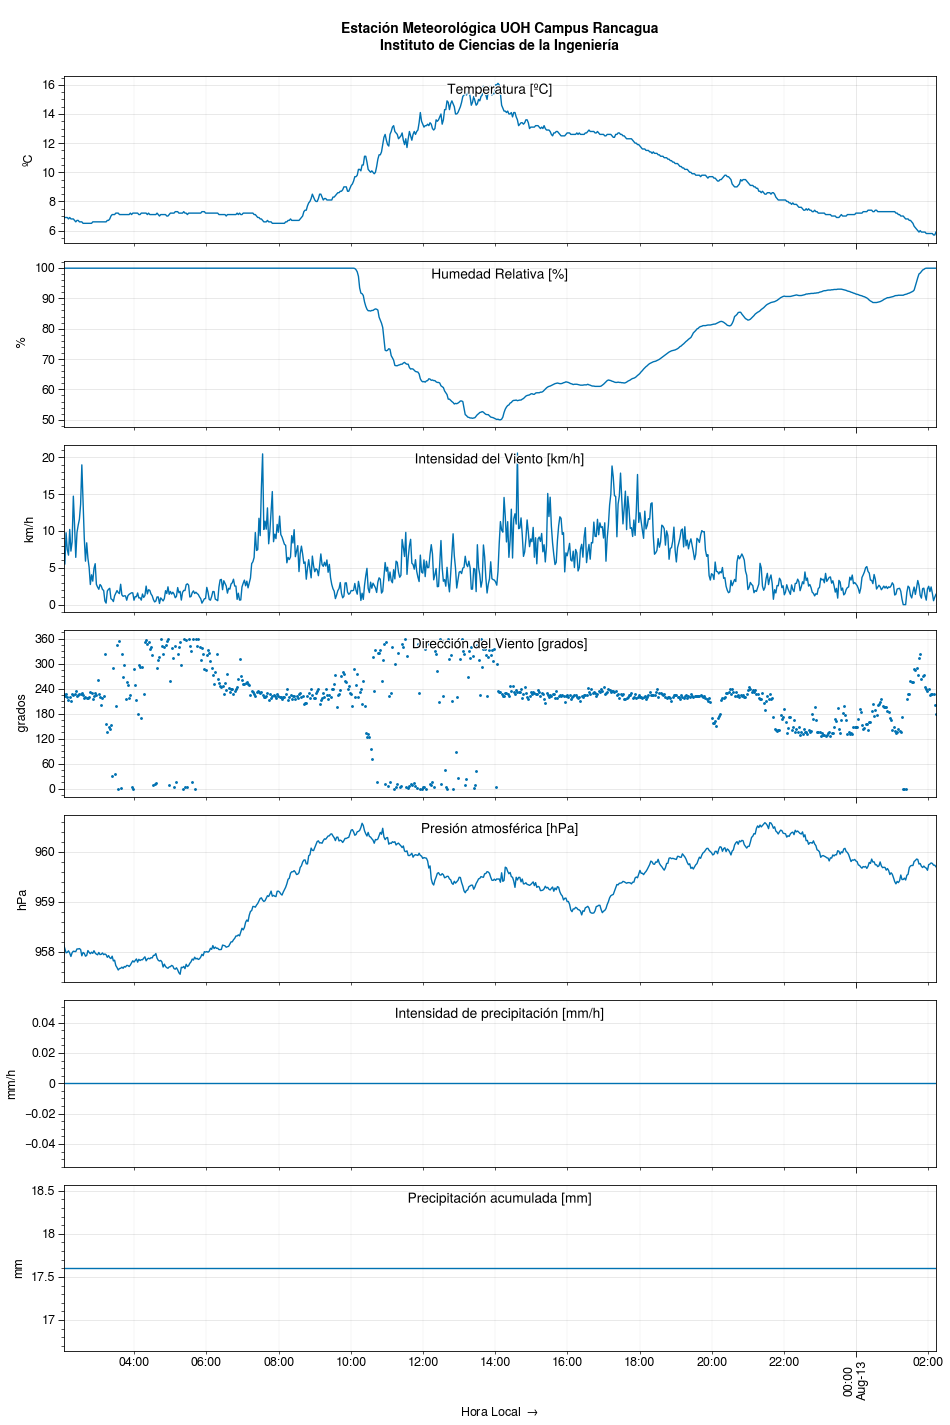 Estación Meteorológica UOH Campus Rancagua
Instituto de Ciencias de la Ingeniería
Temperatura [ºC]
16
14
12
10
8
6
ºC
Humedad Relativa [%]
100
90
80
70
60
50
%
Intensidad del Viento [km/h]
20
15
10
5
0
km/h
Dirección del Viento [grados]
360
300
240
180
120
60
0
grados
Presión atmosférica [hPa]
960
959
958
hPa
Intensidad de precipitación [mm/h]
0.04
0.02
0
−0.02
−0.04
mm/h
Precipitación acumulada [mm]
18.5
18
17.5
17
mm
04:00 06:00 08:00 10:00 12:00 14:00 16:00 18:00 20:00 22:00 00:00 02:00
Aug-13
Hora Local →